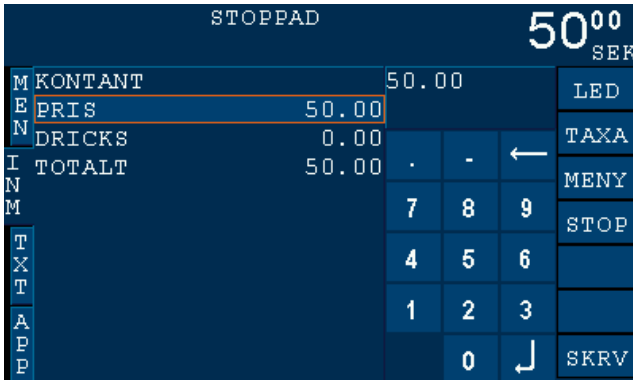 STOPPAD
50⁰⁰
SEK
MEN
INM
TXT
APP
KONTANT
PRIS 50.00
DRICKS 0.00
TOTALT 50.00
50.00
. - ←
7 8 9
4 5 6
1 2 3
0 ↵
LED
TAXA
MENY
STOP
SKRV